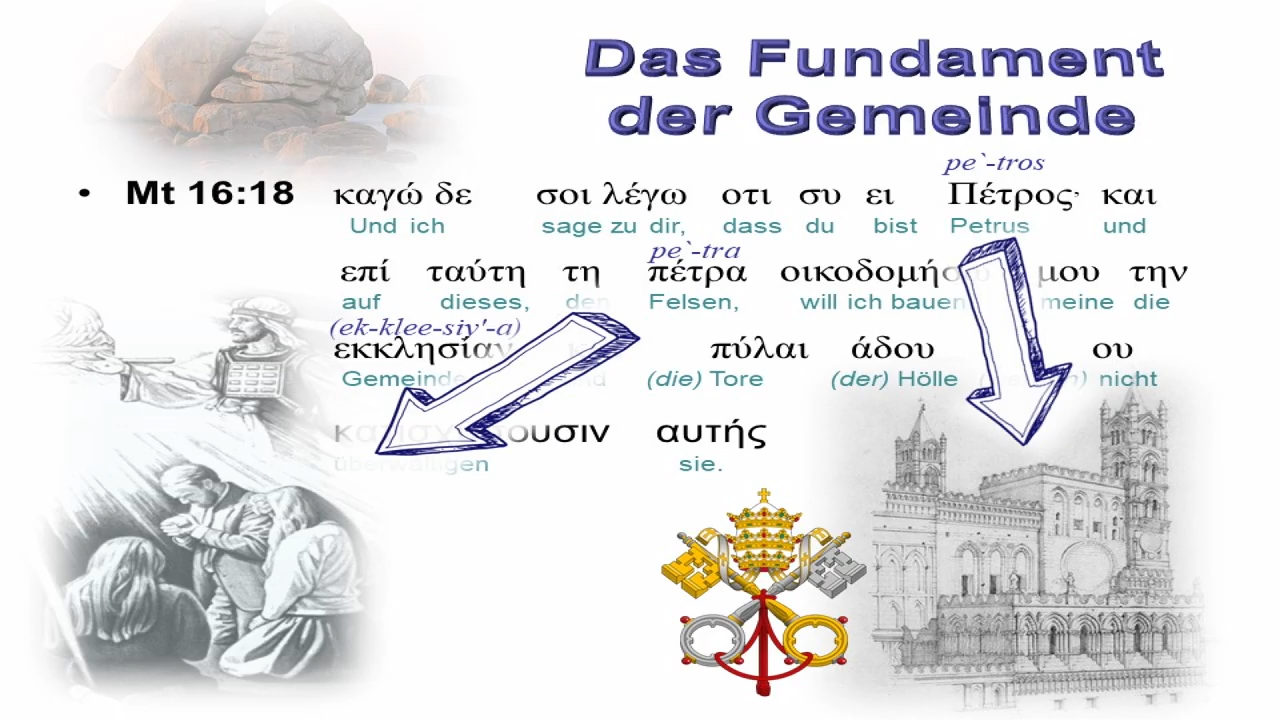 Das Fundament
der Gemeinde
pe`-tros
• Mt 16:18 καγώ δε σοι λέγω οτι συ ει Πέτρος· και
Und ich sage zu dir, dass du bist Petrus und
pe`-tra
επί ταύτη τη πέτρα μου την
auf dieses, den Felsen, will ich bauen meine die
(ek-klee-siy'-a)
εκκλησίαν πύλαι άδου ου
Gemeinde (die) Tore (der) Hölle nicht
αυτής
sie.